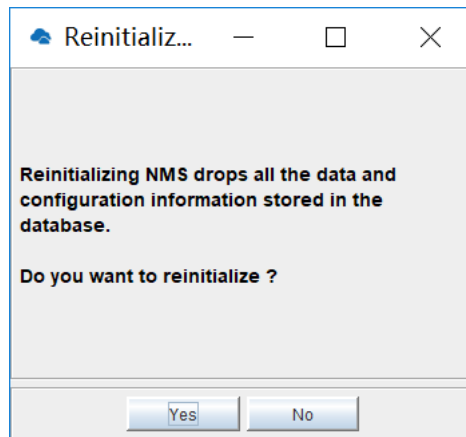 Reinitializ...
Reinitializing NMS drops all the data and
configuration information stored in the
database.
Do you want to reinitialize ?
Yes
No